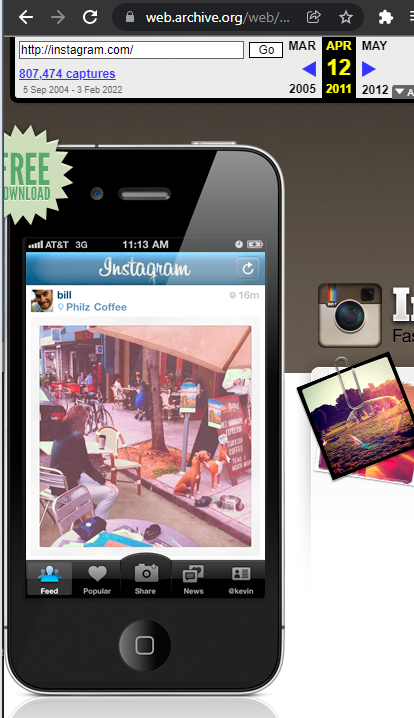 web.archive.org/web/...
http://instagram.com/
Go
MAR
APR
MAY
807,474 captures
12
5 Sep 2004 - 3 Feb 2022
2005
2011
2012
FREE
DOWNLOAD
AT&T 3G
11:13 AM
Instagram
bill
16m
Philz Coffee
TURKISH
COFFEE
Feed
Popular
Share
News
@kevin